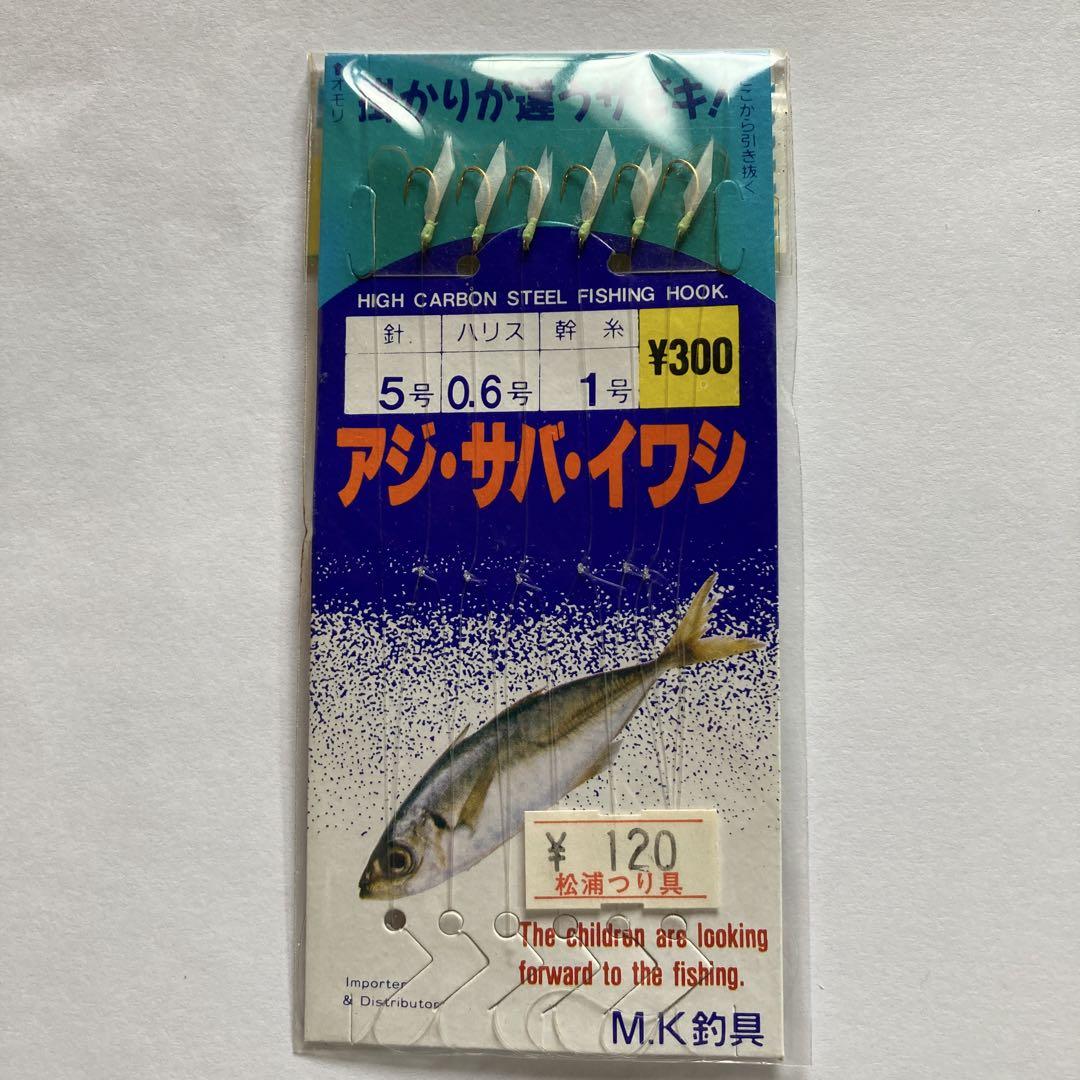 掛かりが違うサビキ!
オモリ
ここから引き抜く
HIGH CARBON STEEL FISHING HOOK.
針 ハリス 幹糸 ¥300
5号 0.6号 1号
アジ・サバ・イワシ
¥ 120
松浦つり具
The children are looking
forward to the fishing.
Importer
& Distributor
M.K釣具